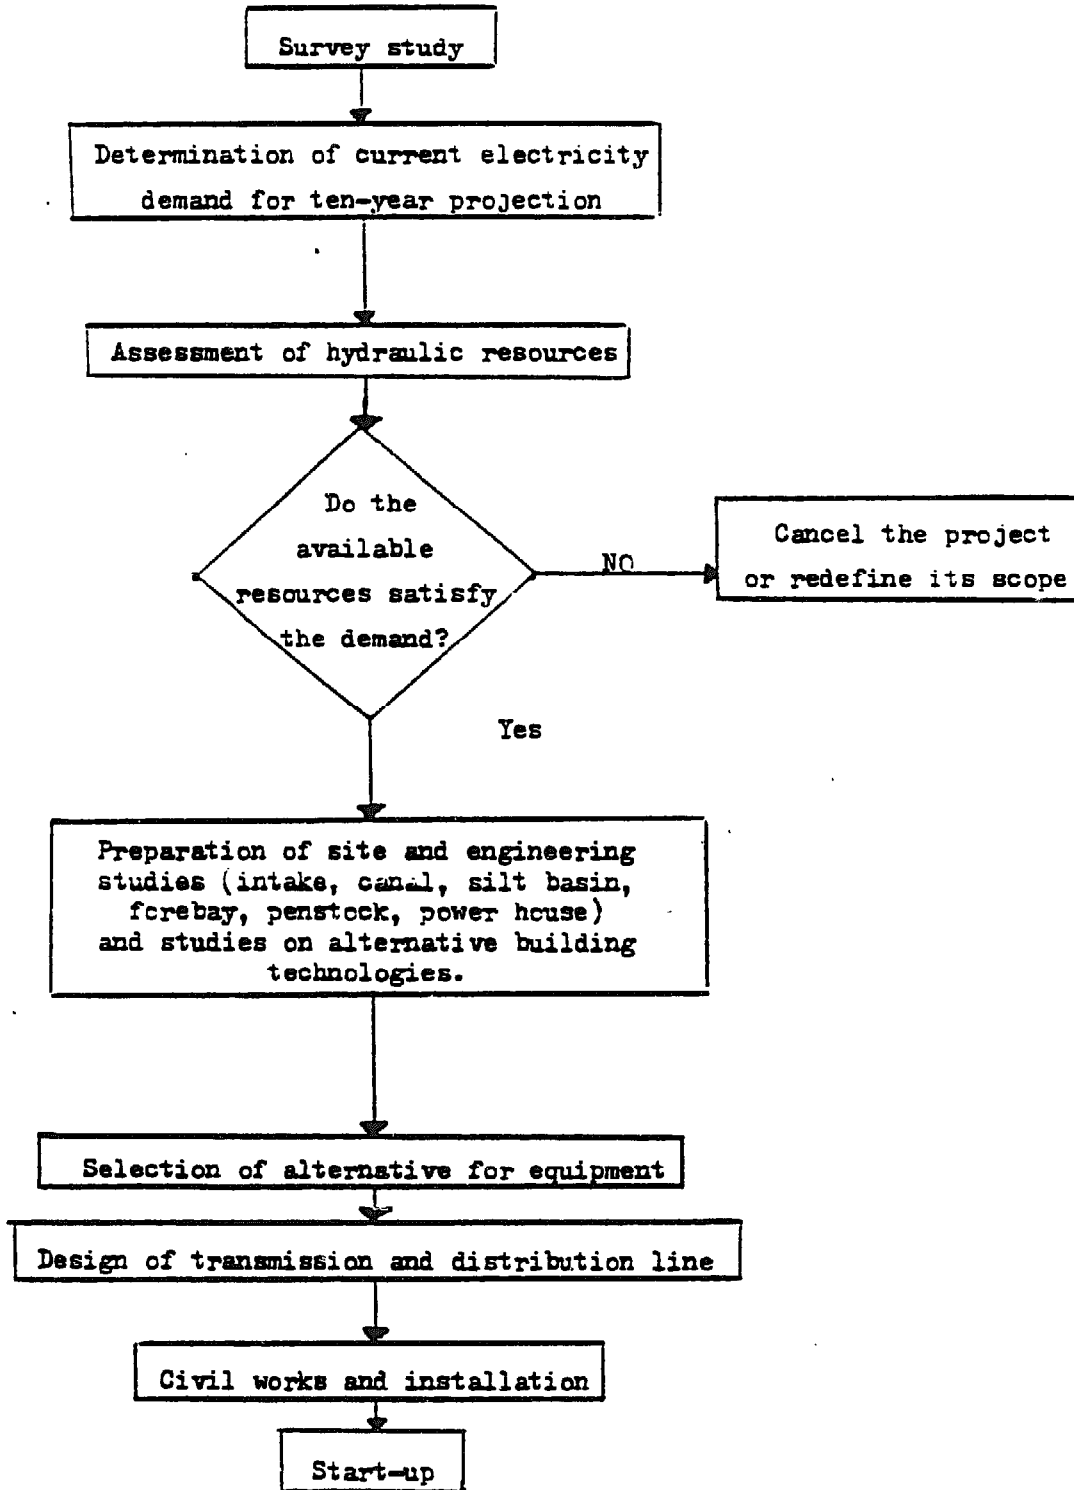 Survey study
Determination of current electricity
demand for ten-year projection
Assessment of hydraulic resources
Do the
available
resources satisfy
the demand?
NO
Cancel the project
or redefine its scope
Yes
Preparation of site and engineering
studies (intake, canal, silt basin,
forebay, penstock, power house)
and studies on alternative building
technologies.
Selection of alternative for equipment
Design of transmission and distribution line
Civil works and installation
Start-up